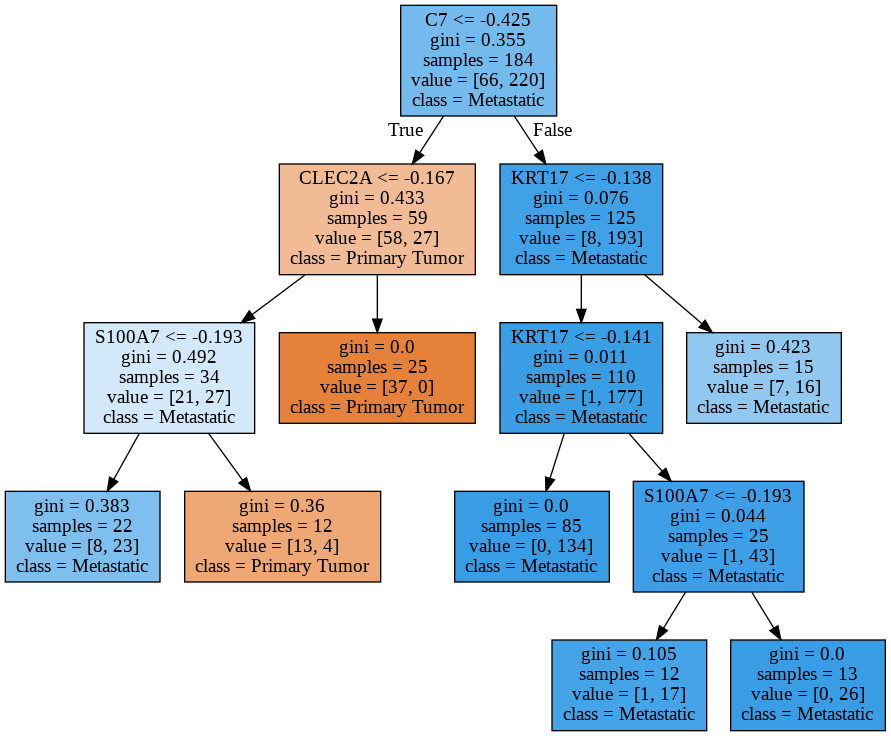 C7 <= -0.425
gini = 0.355
samples = 184
value = [66, 220]
class = Metastatic
True
False
CLEC2A <= -0.167
gini = 0.433
samples = 59
value = [58, 27]
class = Primary Tumor
KRT17 <= -0.138
gini = 0.076
samples = 125
value = [8, 193]
class = Metastatic
S100A7 <= -0.193
gini = 0.492
samples = 34
value = [21, 27]
class = Metastatic
gini = 0.0
samples = 25
value = [37, 0]
class = Primary Tumor
KRT17 <= -0.141
gini = 0.011
samples = 110
value = [1, 177]
class = Metastatic
gini = 0.423
samples = 15
value = [7, 16]
class = Metastatic
gini = 0.383
samples = 22
value = [8, 23]
class = Metastatic
gini = 0.36
samples = 12
value = [13, 4]
class = Primary Tumor
gini = 0.0
samples = 85
value = [0, 134]
class = Metastatic
S100A7 <= -0.193
gini = 0.044
samples = 25
value = [1, 43]
class = Metastatic
gini = 0.105
samples = 12
value = [1, 17]
class = Metastatic
gini = 0.0
samples = 13
value = [0, 26]
class = Metastatic